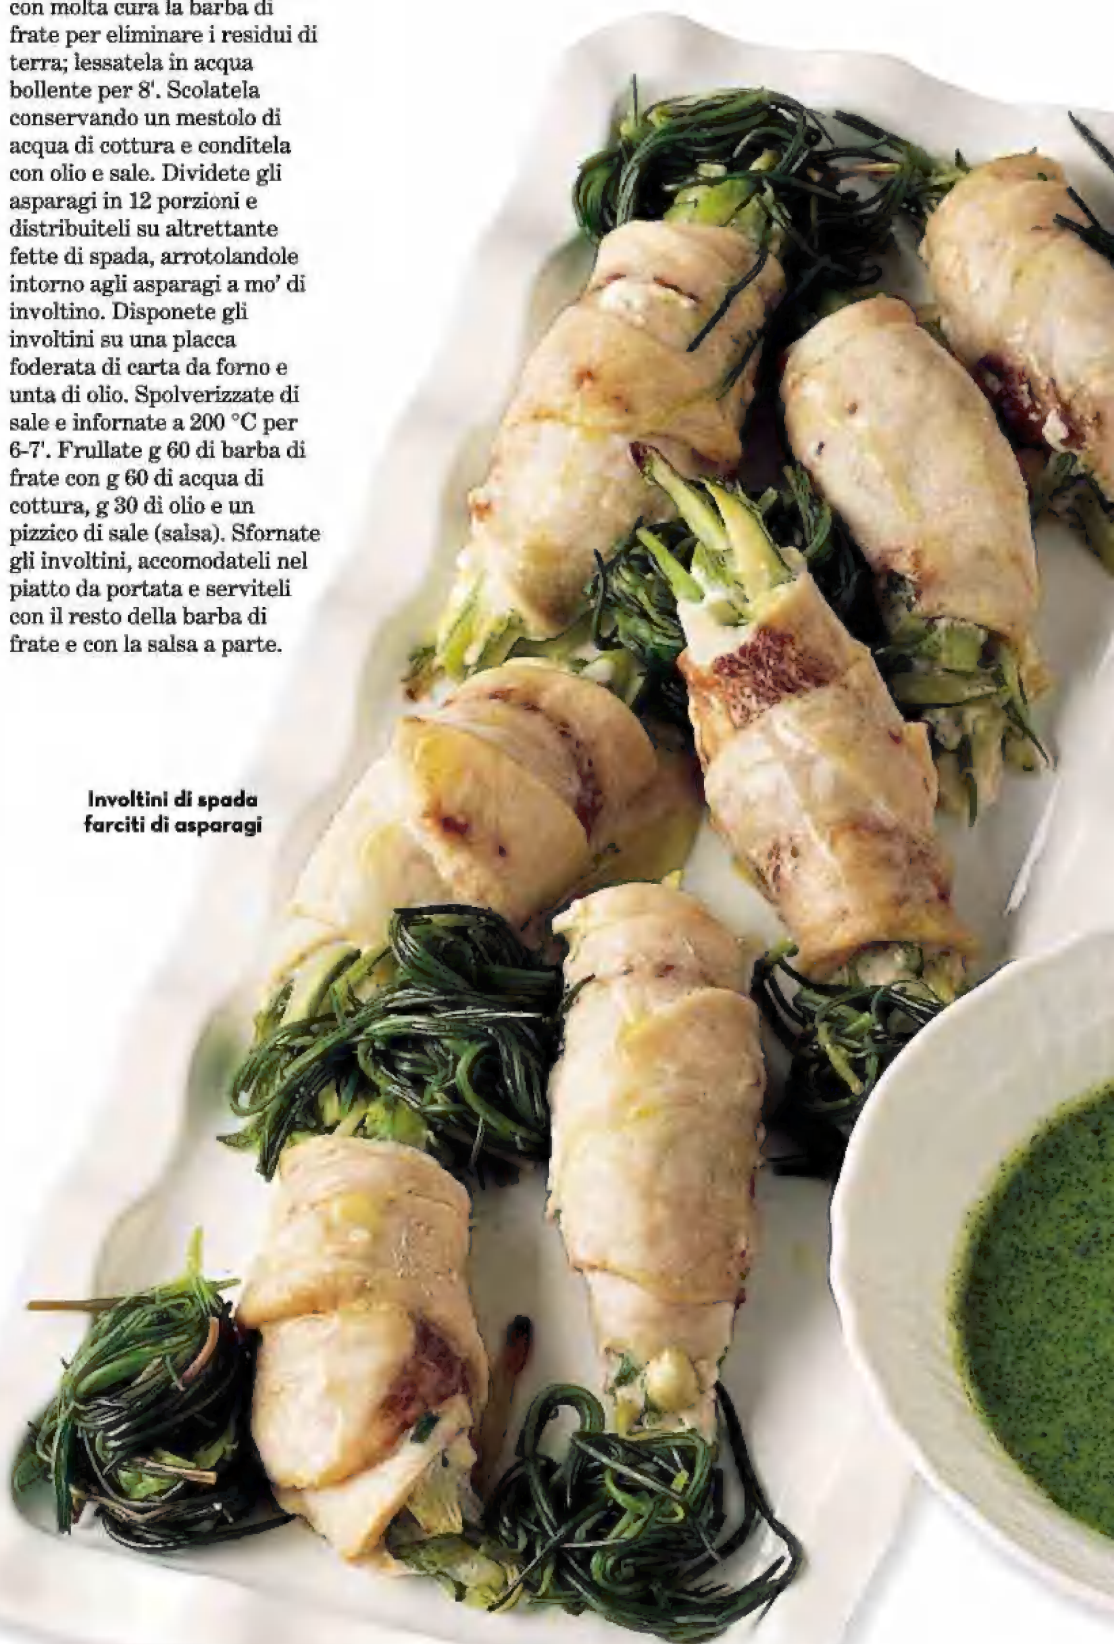 con molta cura la barba di
frate per eliminare i residui di
terra; lessatela in acqua
bollente per 8'. Scolatela
conservando un mestolo di
acqua di cottura e conditela
con olio e sale. Dividete gli
asparagi in 12 porzioni e
distribuiteli su altrettante
fette di spada, arrotolandole
intorno agli asparagi a mo' di
involtino. Disponete gli
involtini su una placca
foderata di carta da forno e
unta di olio. Spolverizzate di
sale e infornate a 200 °C per
6-7'. Frullate g 60 di barba di
frate con g 60 di acqua di
cottura, g 30 di olio e un
pizzico di sale (salsa). Sfornate
gli involtini, accomodateli nel
piatto da portata e serviteli
con il resto della barba di
frate e con la salsa a parte.
Involtini di spada
farciti di asparagi